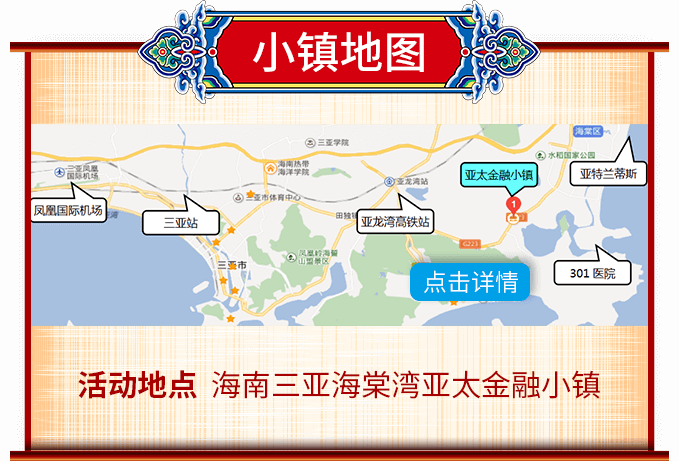 小镇地图
海棠区
三亚学院
水稻国家公园
海南热带
海洋学院
三亚凤凰
国际机场
亚太金融小镇
亚特兰蒂斯
亚龙湾站
三亚市体育中心
1
凤凰国际机场
三亚站
田独镇
亚龙湾高铁站
G223
凤凰岭海誓
山盟景区
三亚市
301 医院
点击详情
活动地点 海南三亚海棠湾亚太金融小镇